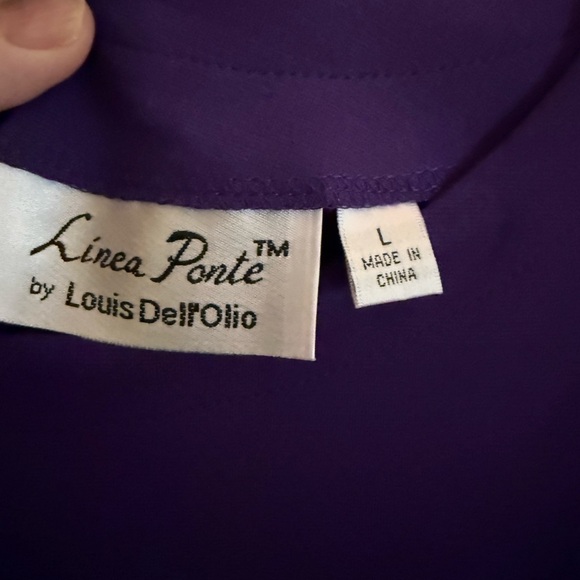 Linea Ponte™
by Louis Dell'Olio
L
MADE IN
CHINA